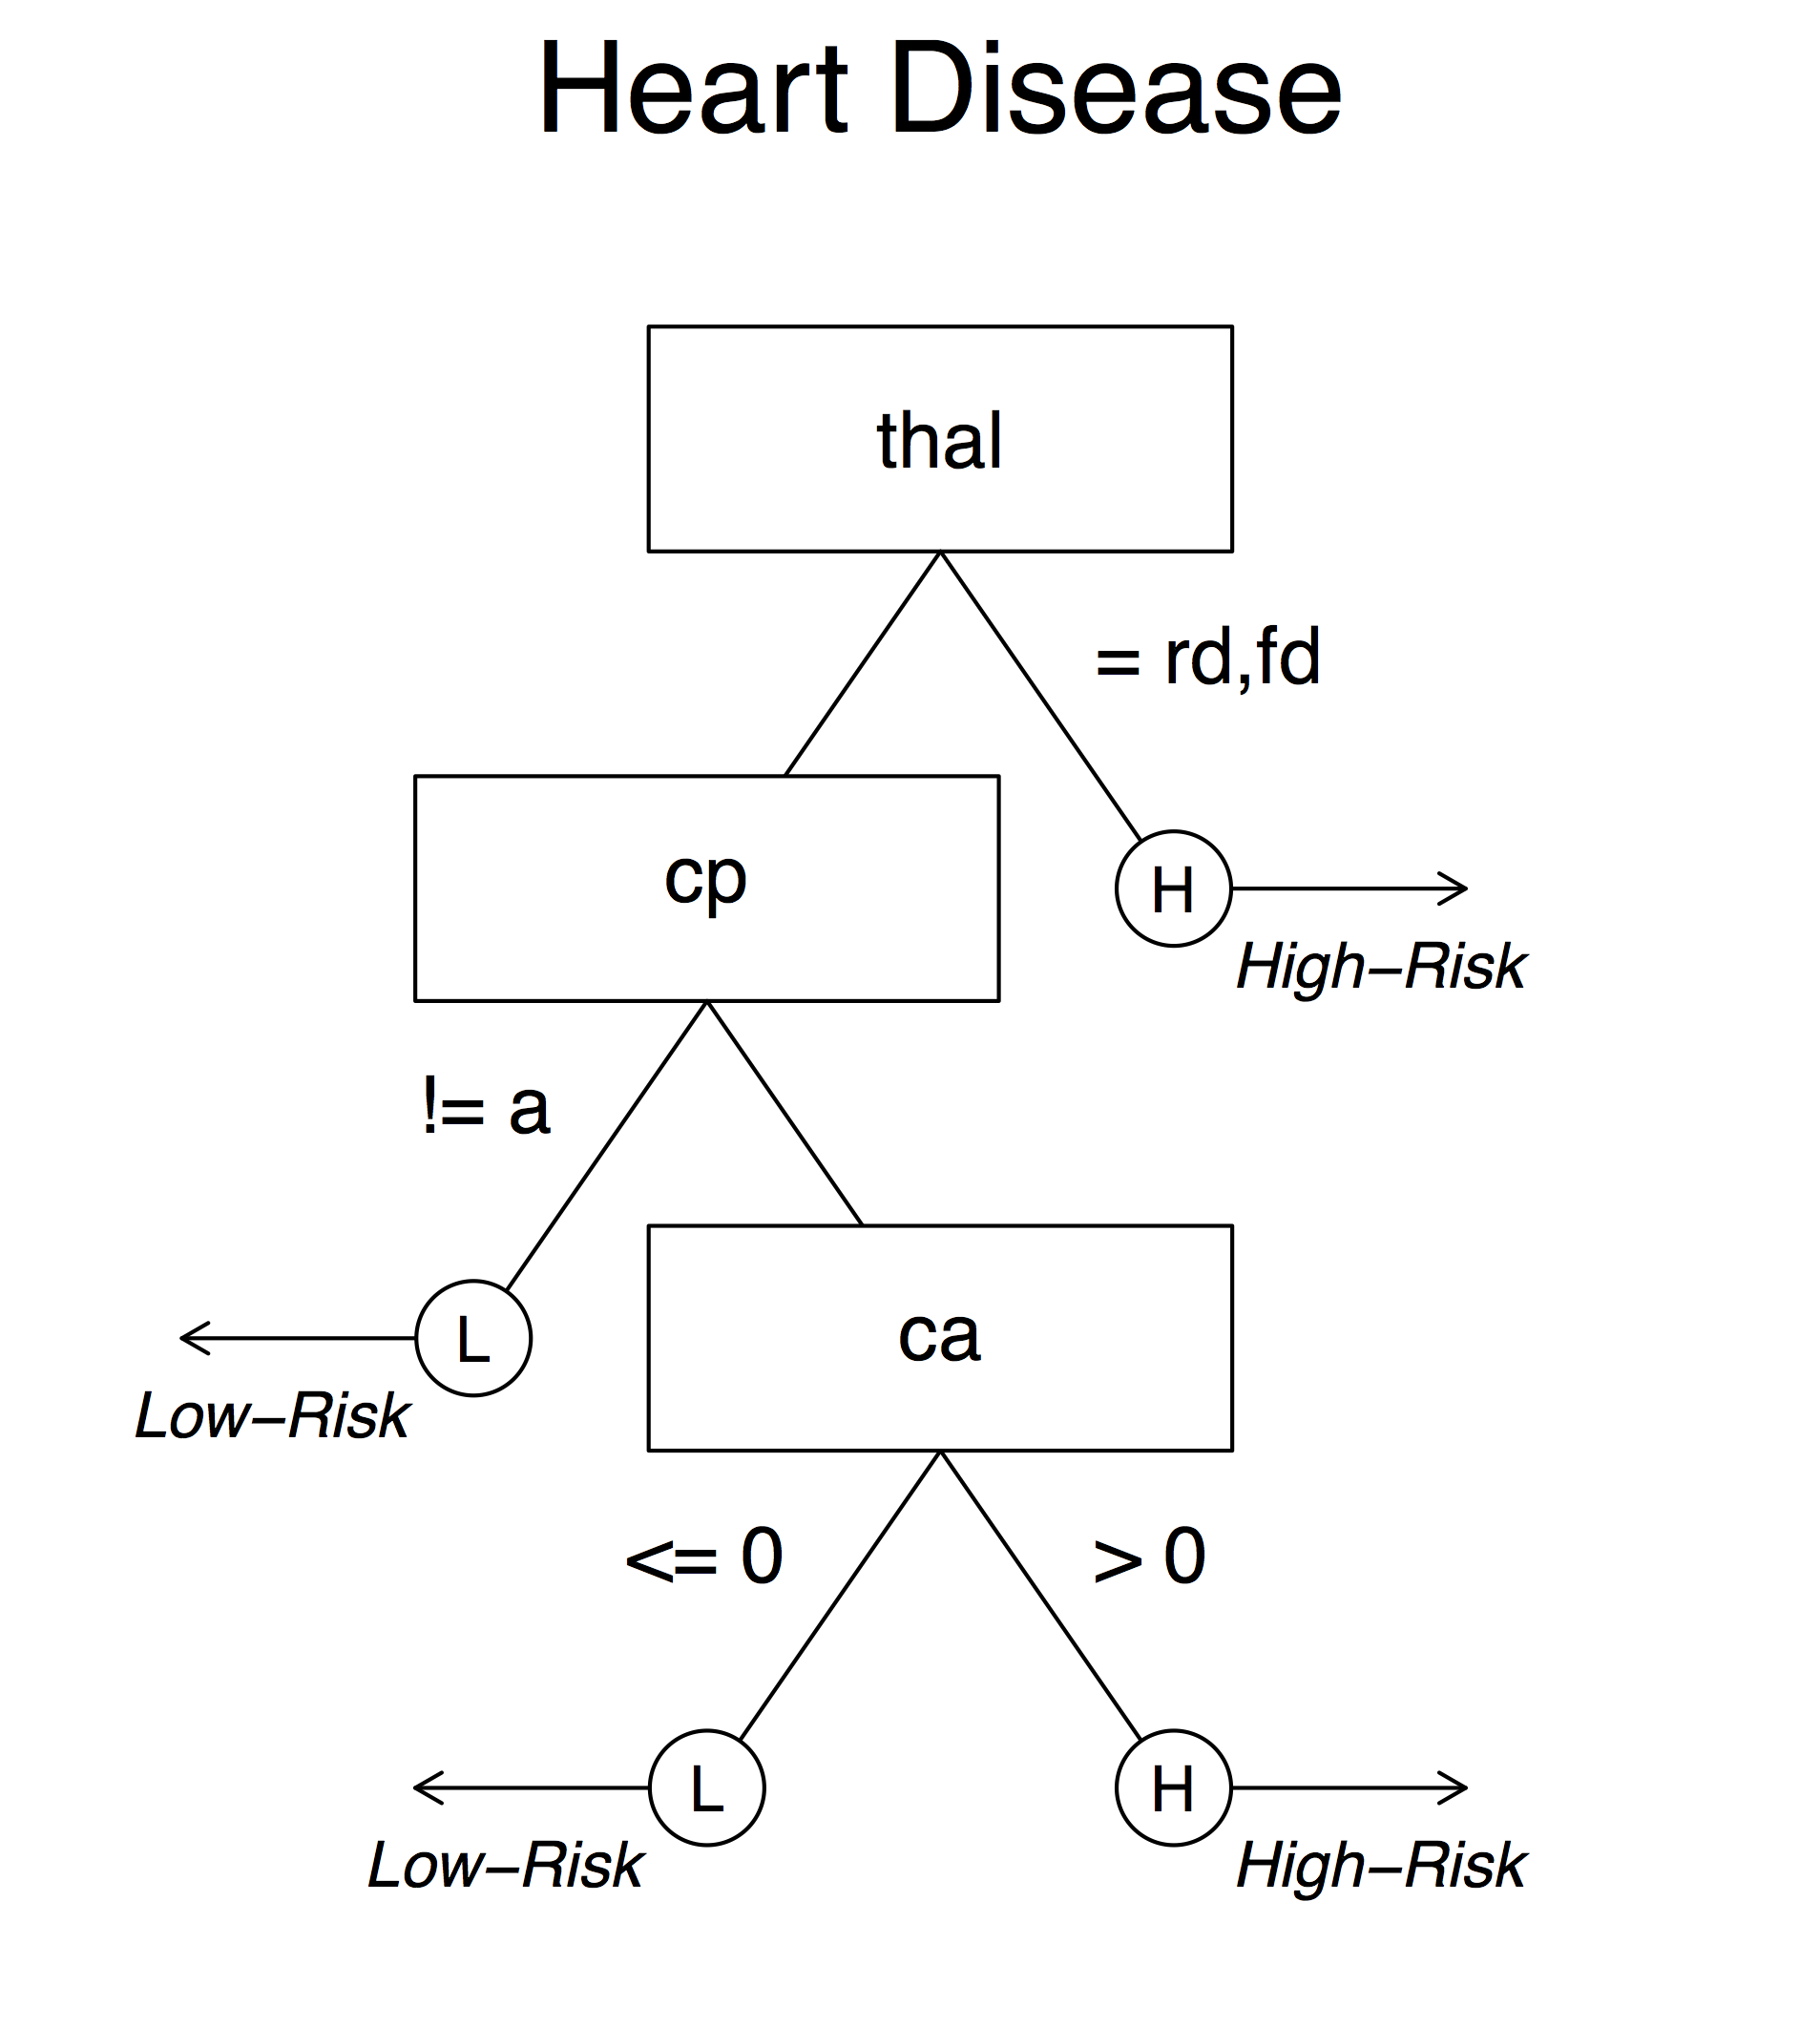 Heart Disease
thal
= rd,fd
cp
H
High–Risk
!= a
L
ca
Low–Risk
<= 0
> 0
L
H
Low–Risk
High–Risk